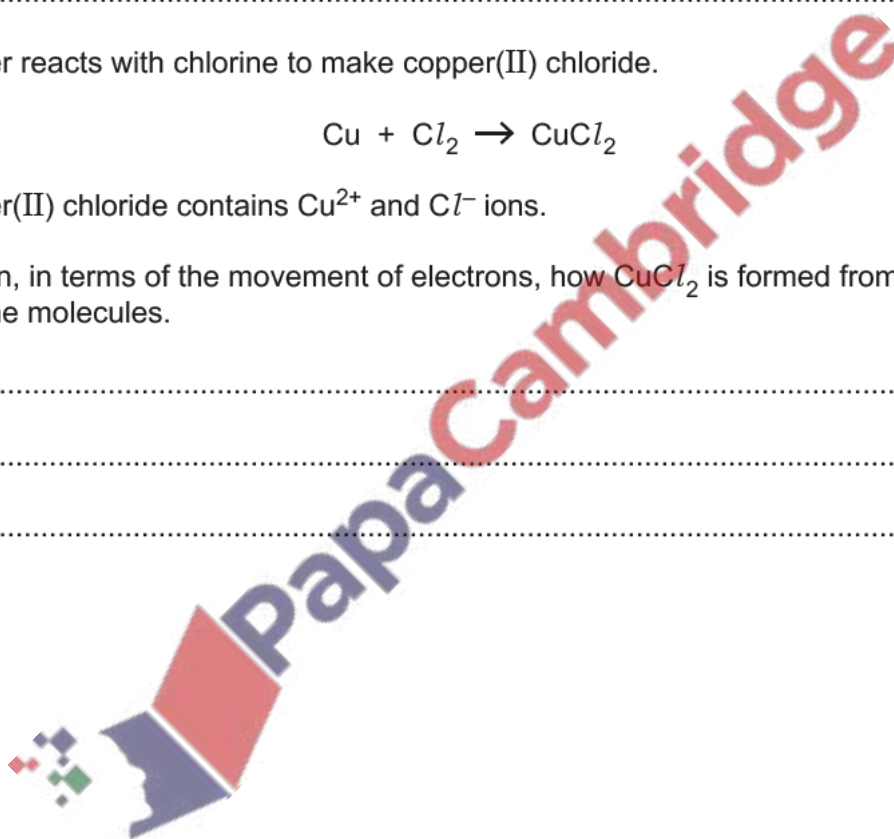 r reacts with chlorine to make copper(II) chloride.
Cu + Cl₂ → CuCl₂
r(II) chloride contains Cu²⁺ and Cl⁻ ions.
n, in terms of the movement of electrons, how CuCl₂ is formed from
e molecules.
PapaCambridge